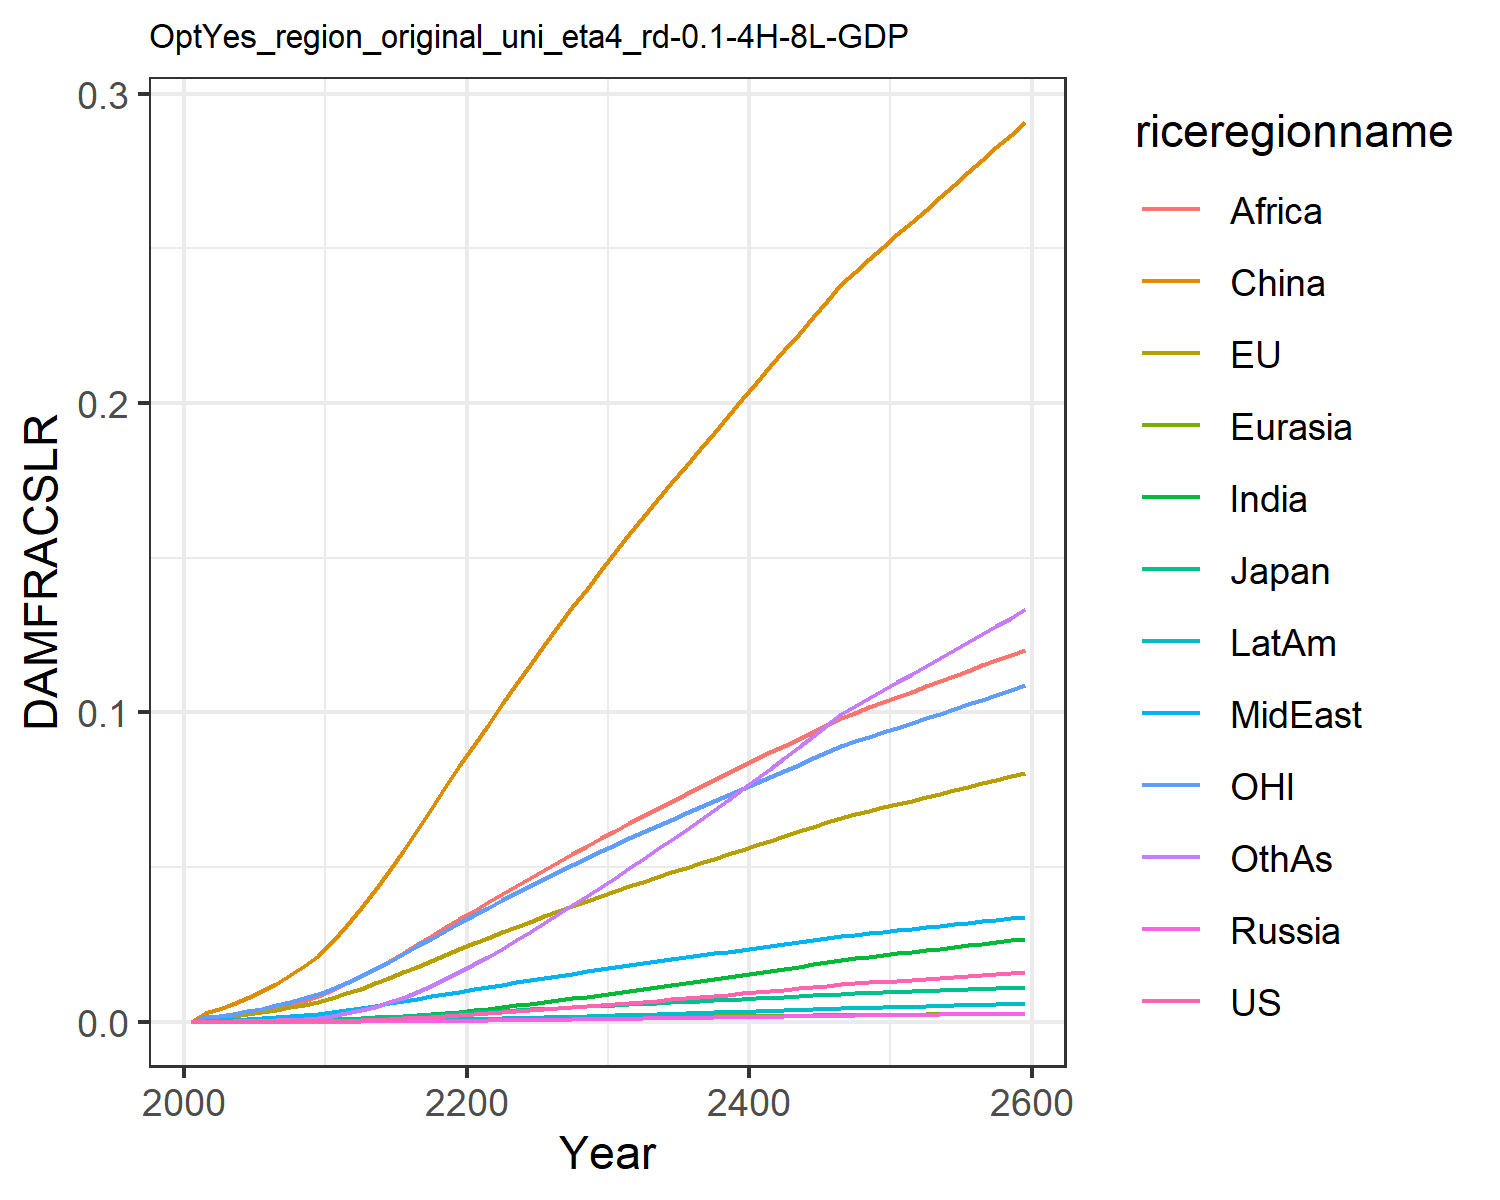 OptYes_region_original_uni_eta4_rd-0.1-4H-8L-GDP
0.3
0.2
0.1
0.0
DAMFRACSLR
2000 2200 2400 2600
Year
riceregionname
Africa
China
EU
Eurasia
India
Japan
LatAm
MidEast
OHI
OthAs
Russia
US